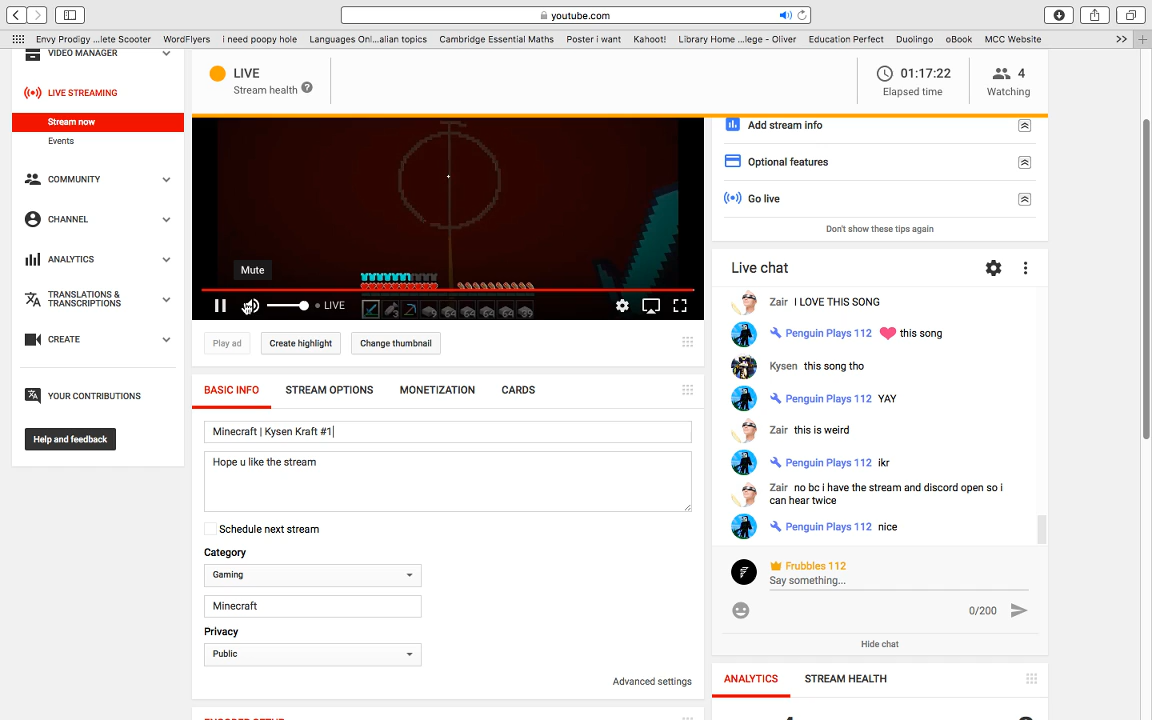 youtube.com
Envy Prodigy ...lete Scooter
WordFlyers
i need poopy hole
Languages Onl...alian topics
Cambridge Essential Maths
Poster i want
Kahoot!
Library Home ...lege - Oliver
Education Perfect
Duolingo
oBook
MCC Website
>>
VIDEO MANAGER
LIVE STREAMING
Stream now
Events
COMMUNITY
CHANNEL
ANALYTICS
TRANSLATIONS &
TRANSCRIPTIONS
CREATE
YOUR CONTRIBUTIONS
Help and feedback
LIVE
Stream health ?
01:17:22
Elapsed time
4
Watching
Mute
LIVE
Play ad
Create highlight
Change thumbnail
BASIC INFO
STREAM OPTIONS
MONETIZATION
CARDS
Minecraft | Kysen Kraft #1
Hope u like the stream
Schedule next stream
Category
Gaming
Minecraft
Privacy
Public
Advanced settings
Add stream info
Optional features
Go live
Don't show these tips again
Live chat
Zair I LOVE THIS SONG
Penguin Plays 112 this song
Kysen this song tho
Penguin Plays 112 YAY
Zair this is weird
Penguin Plays 112 ikr
Zair no bc i have the stream and discord open so i
can hear twice
Penguin Plays 112 nice
Frubbles 112
Say something...
0/200
Hide chat
ANALYTICS
STREAM HEALTH